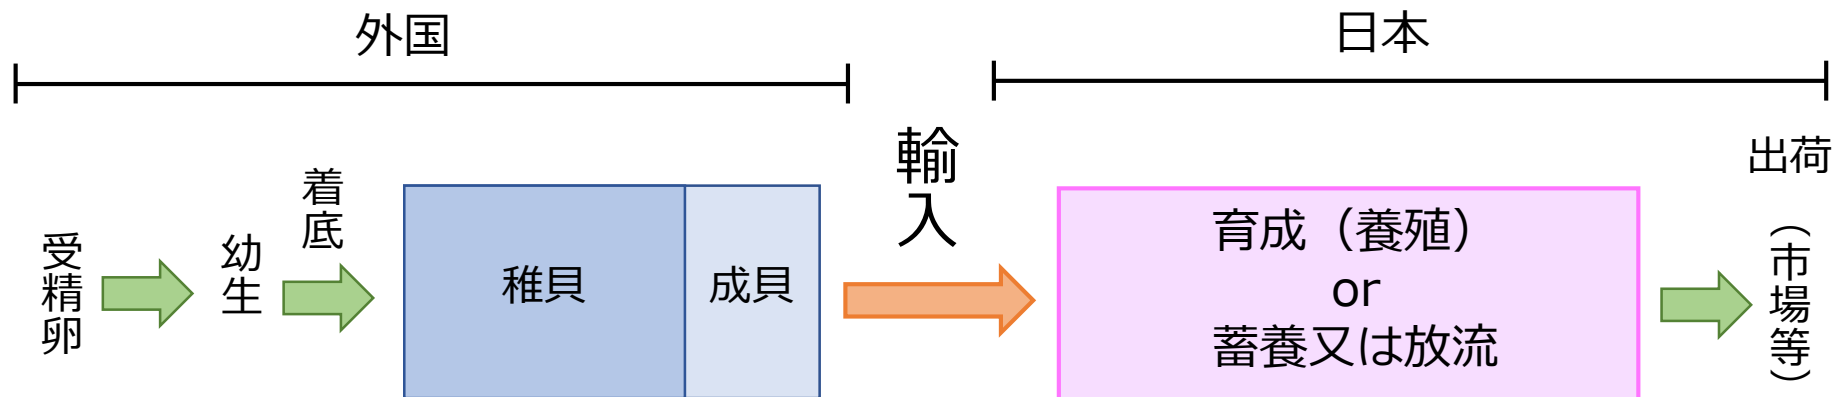 外国
日本
受精卵
幼生
着底
稚貝
成貝
輸入
育成（養殖）
or
蓄養又は放流
出荷
（市場等）